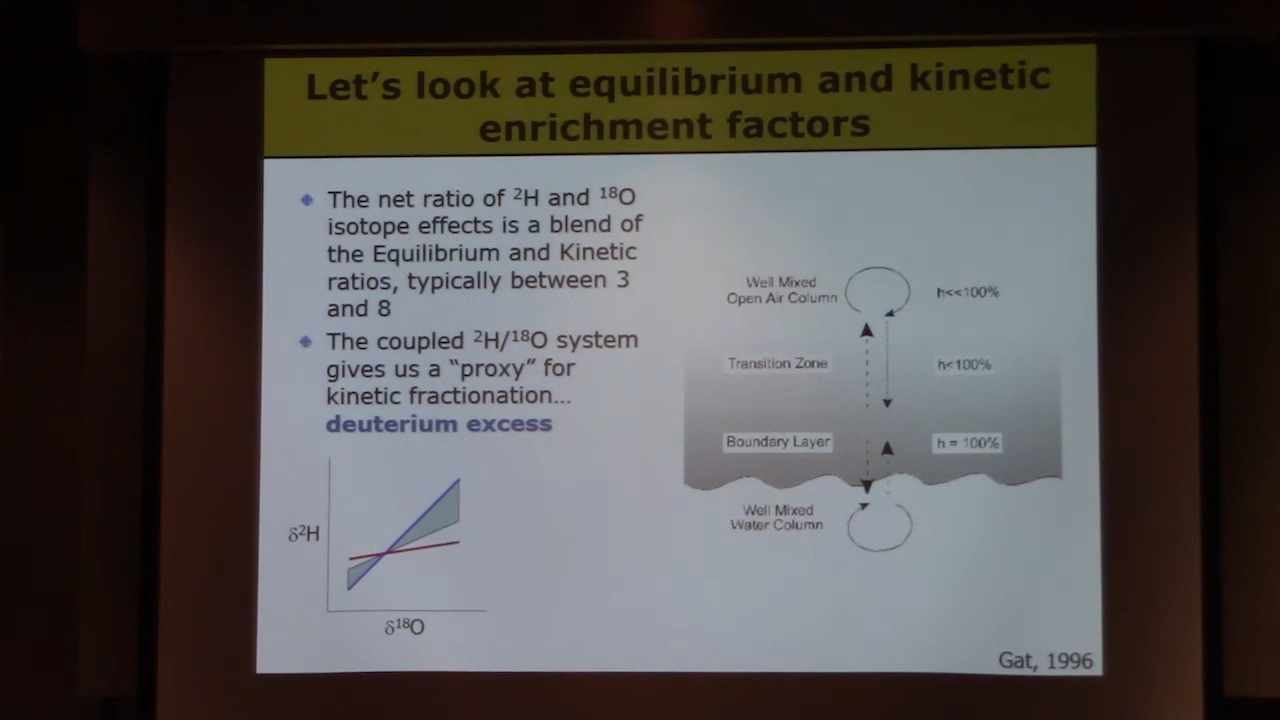 Let's look at equilibrium and kinetic
enrichment factors
The net ratio of ²H and ¹⁸O
isotope effects is a blend of
the Equilibrium and Kinetic
ratios, typically between 3
and 8
The coupled ²H/¹⁸O system
gives us a “proxy” for
kinetic fractionation...
deuterium excess
δ²H
δ¹⁸O
Well Mixed
Open Air Column
h<<100%
Transition Zone
h<100%
Boundary Layer
h = 100%
Well Mixed
Water Column
Gat, 1996